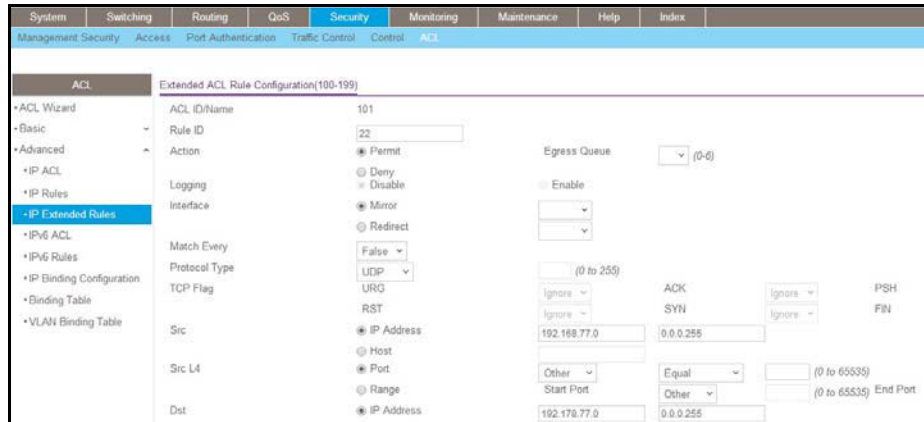 System Switching Routing QoS Security Monitoring Maintenance Help Index
Management Security Access Port Authentication Traffic Control Control ACL
ACL
Extended ACL Rule Configuration(100-199)
• ACL Wizard
ACL ID/Name 101
• Basic
Rule ID 22
• Advanced
Action Permit Egress Queue (0-6)
• IP ACL
Deny
• IP Rules
Logging Disable Enable
• IP Extended Rules
Interface Mirror
Redirect
• IPv6 ACL
Match Every False
• IPv6 Rules
Protocol Type UDP (0 to 255)
• IP Binding Configuration
TCP Flag URG Ignore ACK Ignore PSH
• Binding Table
RST Ignore SYN Ignore FIN
• VLAN Binding Table
Src IP Address 192.168.77.0 0.0.0.255
Host
Src L4 Port Other Equal (0 to 65535)
Range Start Port Other (0 to 65535) End Port
Dst IP Address 192.178.77.0 0.0.0.255